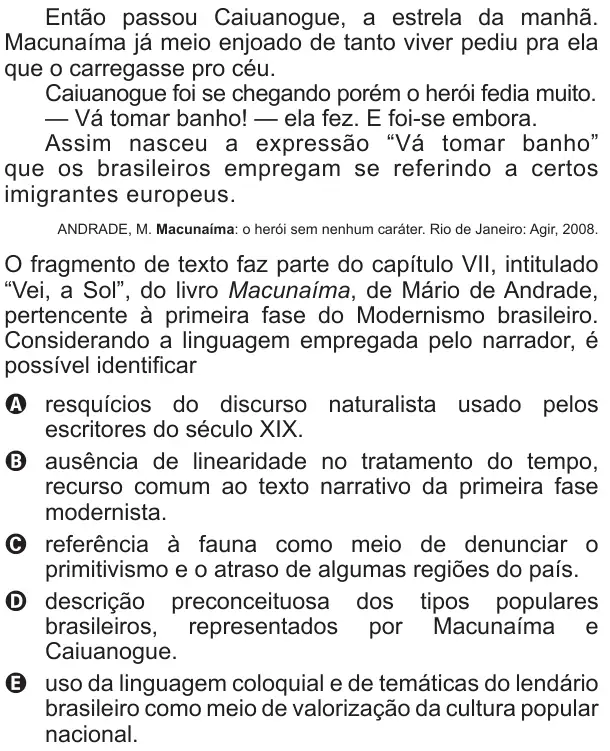 Então passou Caiuanogue, a estrela da manhã.
Macunaíma já meio enjoado de tanto viver pediu pra ela
que o carregasse pro céu.
Caiuanogue foi se chegando porém o herói fedia muito.
— Vá tomar banho! — ela fez. E foi-se embora.
Assim nasceu a expressão “Vá tomar banho”
que os brasileiros empregam se referindo a certos
imigrantes europeus.
ANDRADE, M. Macunaíma: o herói sem nenhum caráter. Rio de Janeiro: Agir, 2008.
O fragmento de texto faz parte do capítulo VII, intitulado
“Vei, a Sol”, do livro Macunaíma, de Mário de Andrade,
pertencente à primeira fase do Modernismo brasileiro.
Considerando a linguagem empregada pelo narrador, é
possível identificar
A resquícios do discurso naturalista usado pelos
escritores do século XIX.
B ausência de linearidade no tratamento do tempo,
recurso comum ao texto narrativo da primeira fase
modernista.
C referência à fauna como meio de denunciar o
primitivismo e o atraso de algumas regiões do país.
D descrição preconceituosa dos tipos populares
brasileiros, representados por Macunaíma e
Caiuanogue.
E uso da linguagem coloquial e de temáticas do lendário
brasileiro como meio de valorização da cultura popular
nacional.